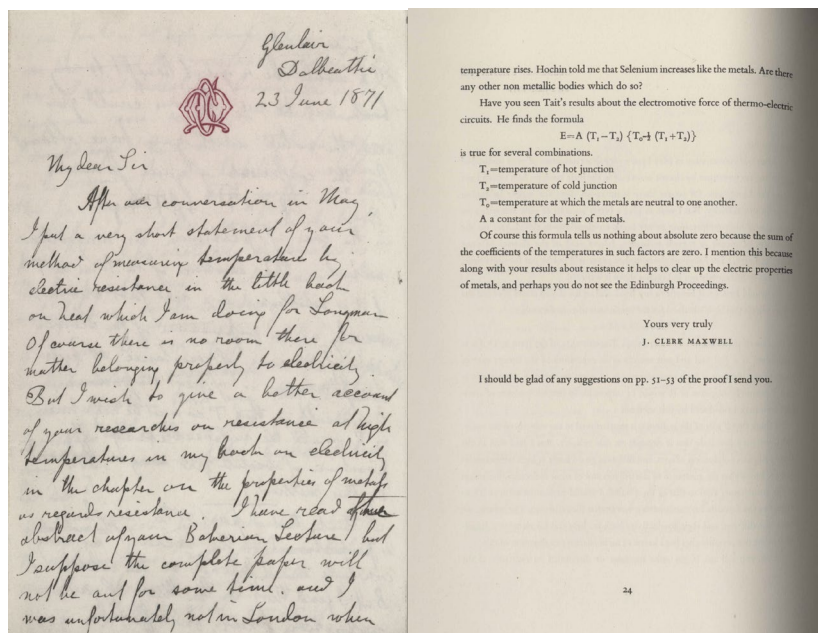 Glenlair
Dalbeattie
23 June 1871
My dear Sir
After our conversation in May,
I put a very short statement of your
method of measuring temperature by
electric resistance in the little book
on heat which I am doing for Longman
Of course there is no room there for
matter belonging properly to electricity.
But I wish to give a better account
of your researches on resistance at high
temperatures in my book on electricity
in the chapter on the properties of metals
as regards resistance. I have read
abstract of your Bakerian Lecture but
I suppose the complete paper will
not be out for some time. and I
was unfortunately not in London when
temperature rises. Hochin told me that Selenium increases like the metals. Are there
any other non metallic bodies which do so?
Have you seen Tait's results about the electromotive force of thermo-electric
circuits. He finds the formula
E=A (T₁−T₂) {T₀-½ (T₁+T₂)}
is true for several combinations.
T₁=temperature of hot junction
T₂=temperature of cold junction
T₀=temperature at which the metals are neutral to one another.
A a constant for the pair of metals.
Of course this formula tells us nothing about absolute zero because the sum of
the coefficients of the temperatures in such factors are zero. I mention this because
along with your results about resistance it helps to clear up the electric properties
of metals, and perhaps you do not see the Edinburgh Proceedings.
Yours very truly
J. CLERK MAXWELL
I should be glad of any suggestions on pp. 51–53 of the proof I send you.
24